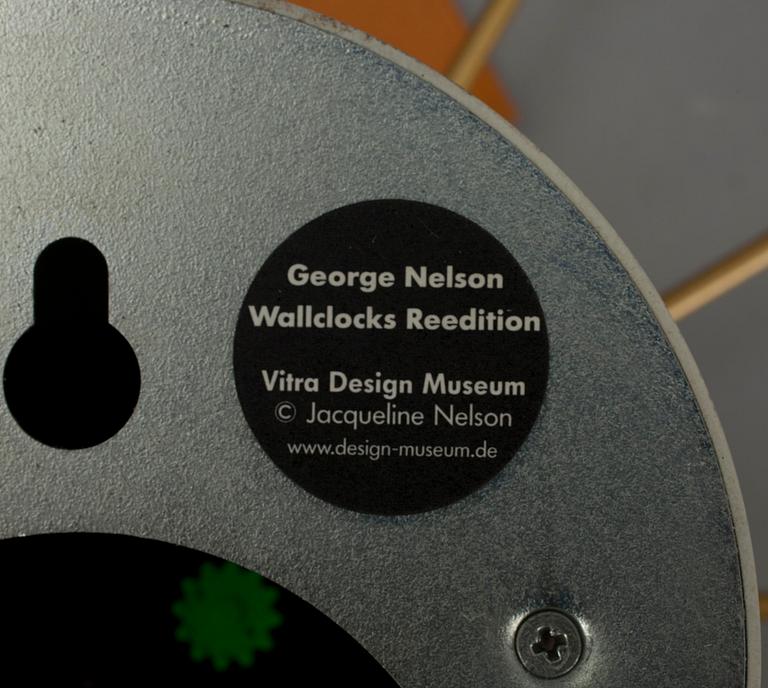 George Nelson
Wallclocks Reedition
Vitra Design Museum
© Jacqueline Nelson
www.design-museum.de